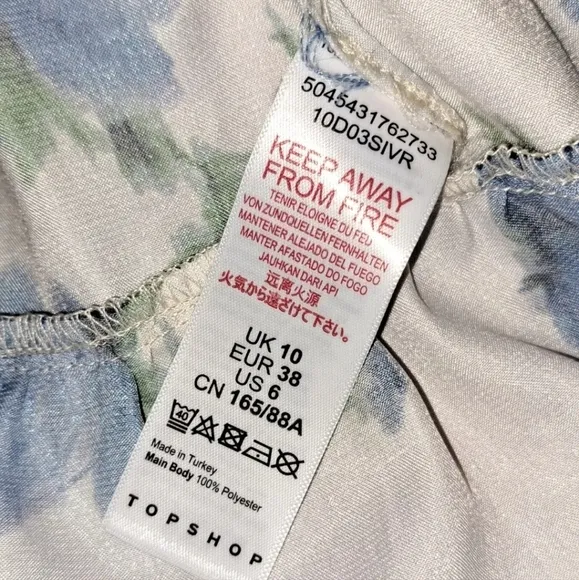 5045431762733
10D03SIVR
KEEP AWAY
FROM FIRE
TENIR ELOIGNE DU FEU
VON ZUNDOUELLEN FERNHALTEN
MANTENER ALEJADO DEL FUEGO
MANTER AFASTADO DO FOGO
JAUHKAN DARI API
远离火源
火気から遠ざけて下さい。
UK 10
EUR 38
US 6
CN 165/88A
40
Made in Turkey
Main Body 100% Polyester
TOPSHOP